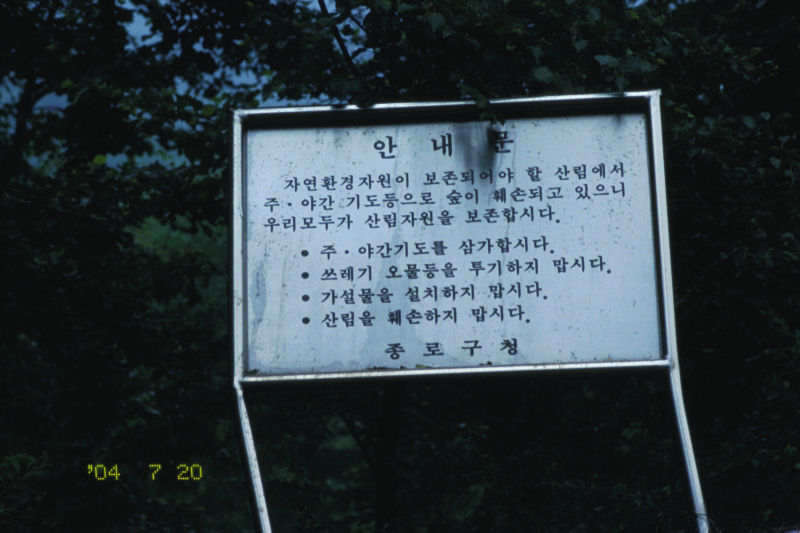 안 내 문
자연환경자원이 보존되어야 할 산림에서
주·야간 기도등으로 숲이 훼손되고 있으니
우리모두가 산림자원을 보존합시다.
● 주·야간기도를 삼가합시다.
● 쓰레기 오물등을 투기하지 맙시다.
● 가설물을 설치하지 맙시다.
● 산림을 훼손하지 맙시다.
종로구청
'04 7 20